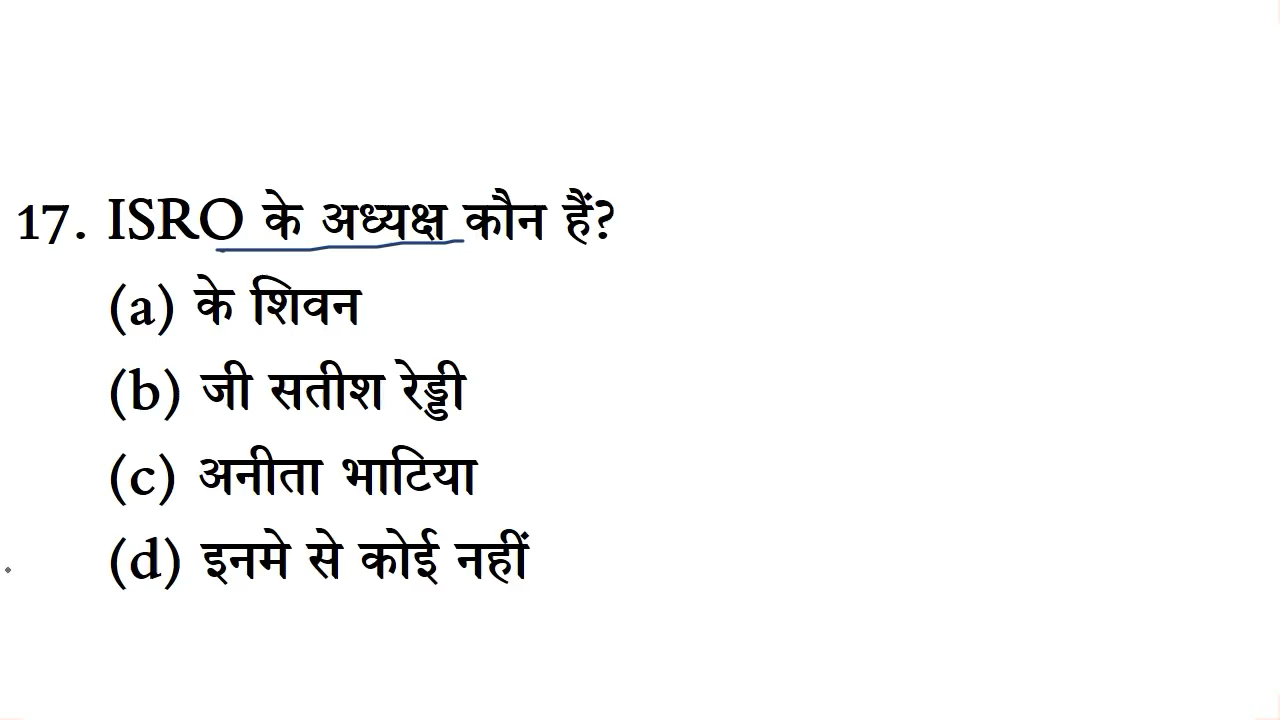 17. ISRO के अध्यक्ष कौन हैं?
(a) के शिवन
(b) जी सतीश रेड्डी
(c) अनीता भाटिया
(d) इनमे से कोई नहीं